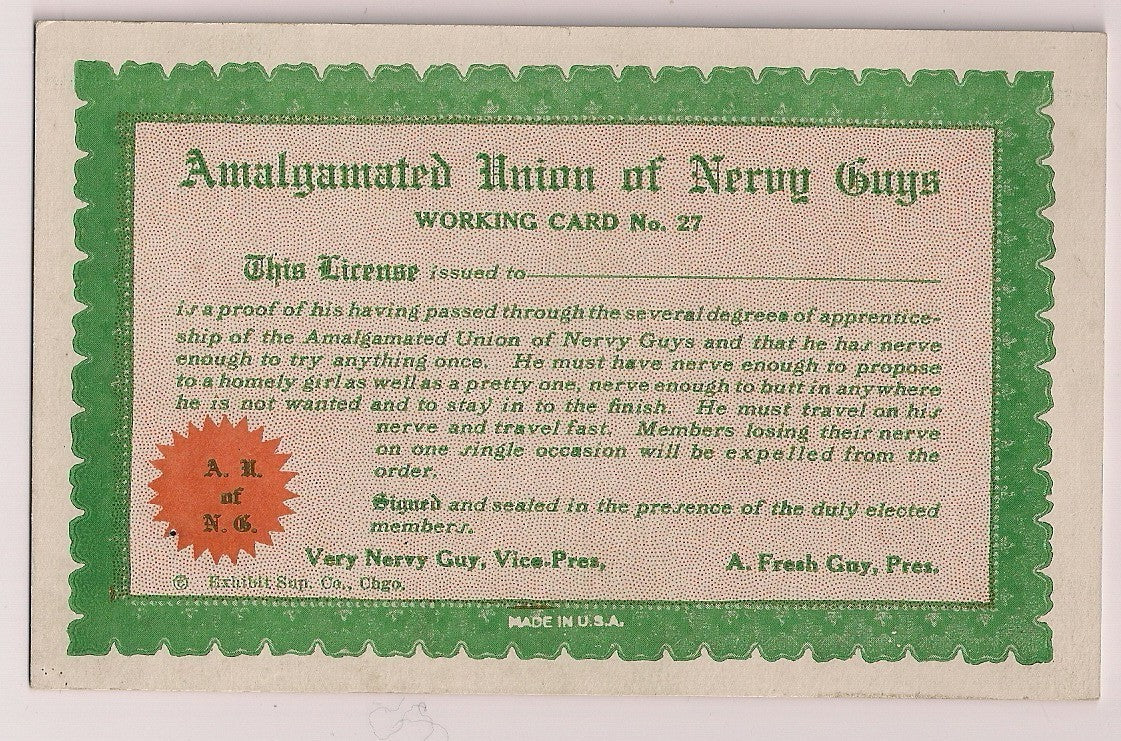 Amalgamated Union of Nervy Guys
WORKING CARD No. 27
This License issued to
is a proof of his having passed through the several degrees of apprentice-
ship of the Amalgamated Union of Nervy Guys and that he has nerve
enough to try anything once. He must have nerve enough to propose
to a homely girl as well as a pretty one, nerve enough to butt in anywhere
he is not wanted and to stay in to the finish. He must travel on his
nerve and travel fast. Members losing their nerve
on one single occasion will be expelled from the
order.
A. U.
of
N. G.
Signed and sealed in the presence of the duly elected
members.
Very Nervy Guy, Vice-Pres,
A. Fresh Guy, Pres.
© Exhibit Sup. Co. Chgo.
MADE IN U.S.A.